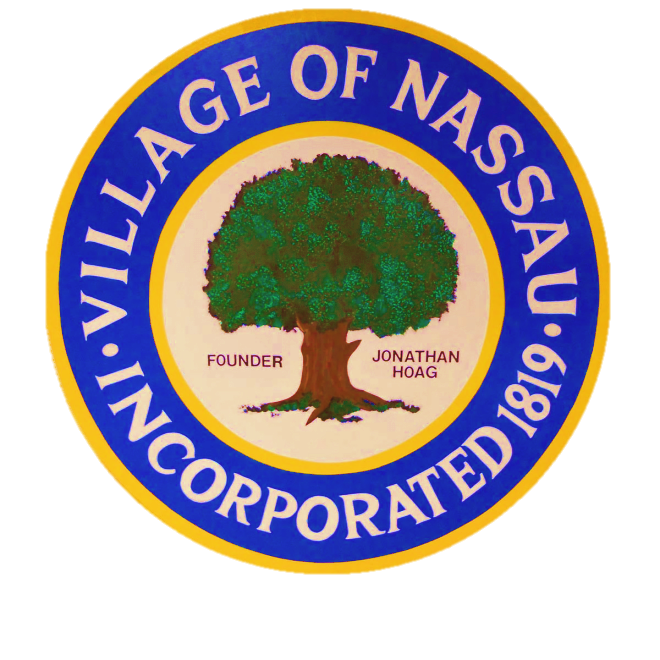 VILLAGE OF NASSAU
· INCORPORATED 1819 ·
FOUNDER
JONATHAN
HOAG